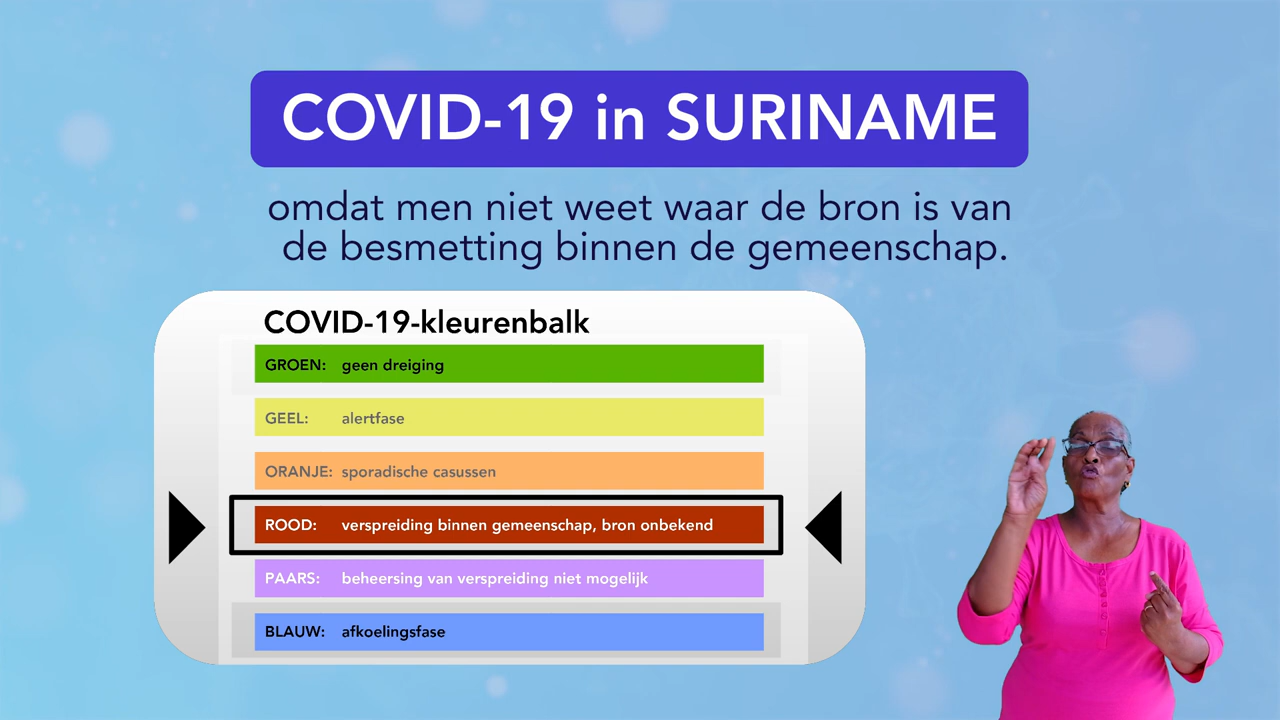 COVID-19 in SURINAME
omdat men niet weet waar de bron is van
de besmetting binnen de gemeenschap.
COVID-19-kleurenbalk
GROEN: geen dreiging
GEEL: alertfase
ORANJE: sporadische casussen
ROOD: verspreiding binnen gemeenschap, bron onbekend
PAARS: beheersing van verspreiding niet mogelijk
BLAUW: afkoelingsfase